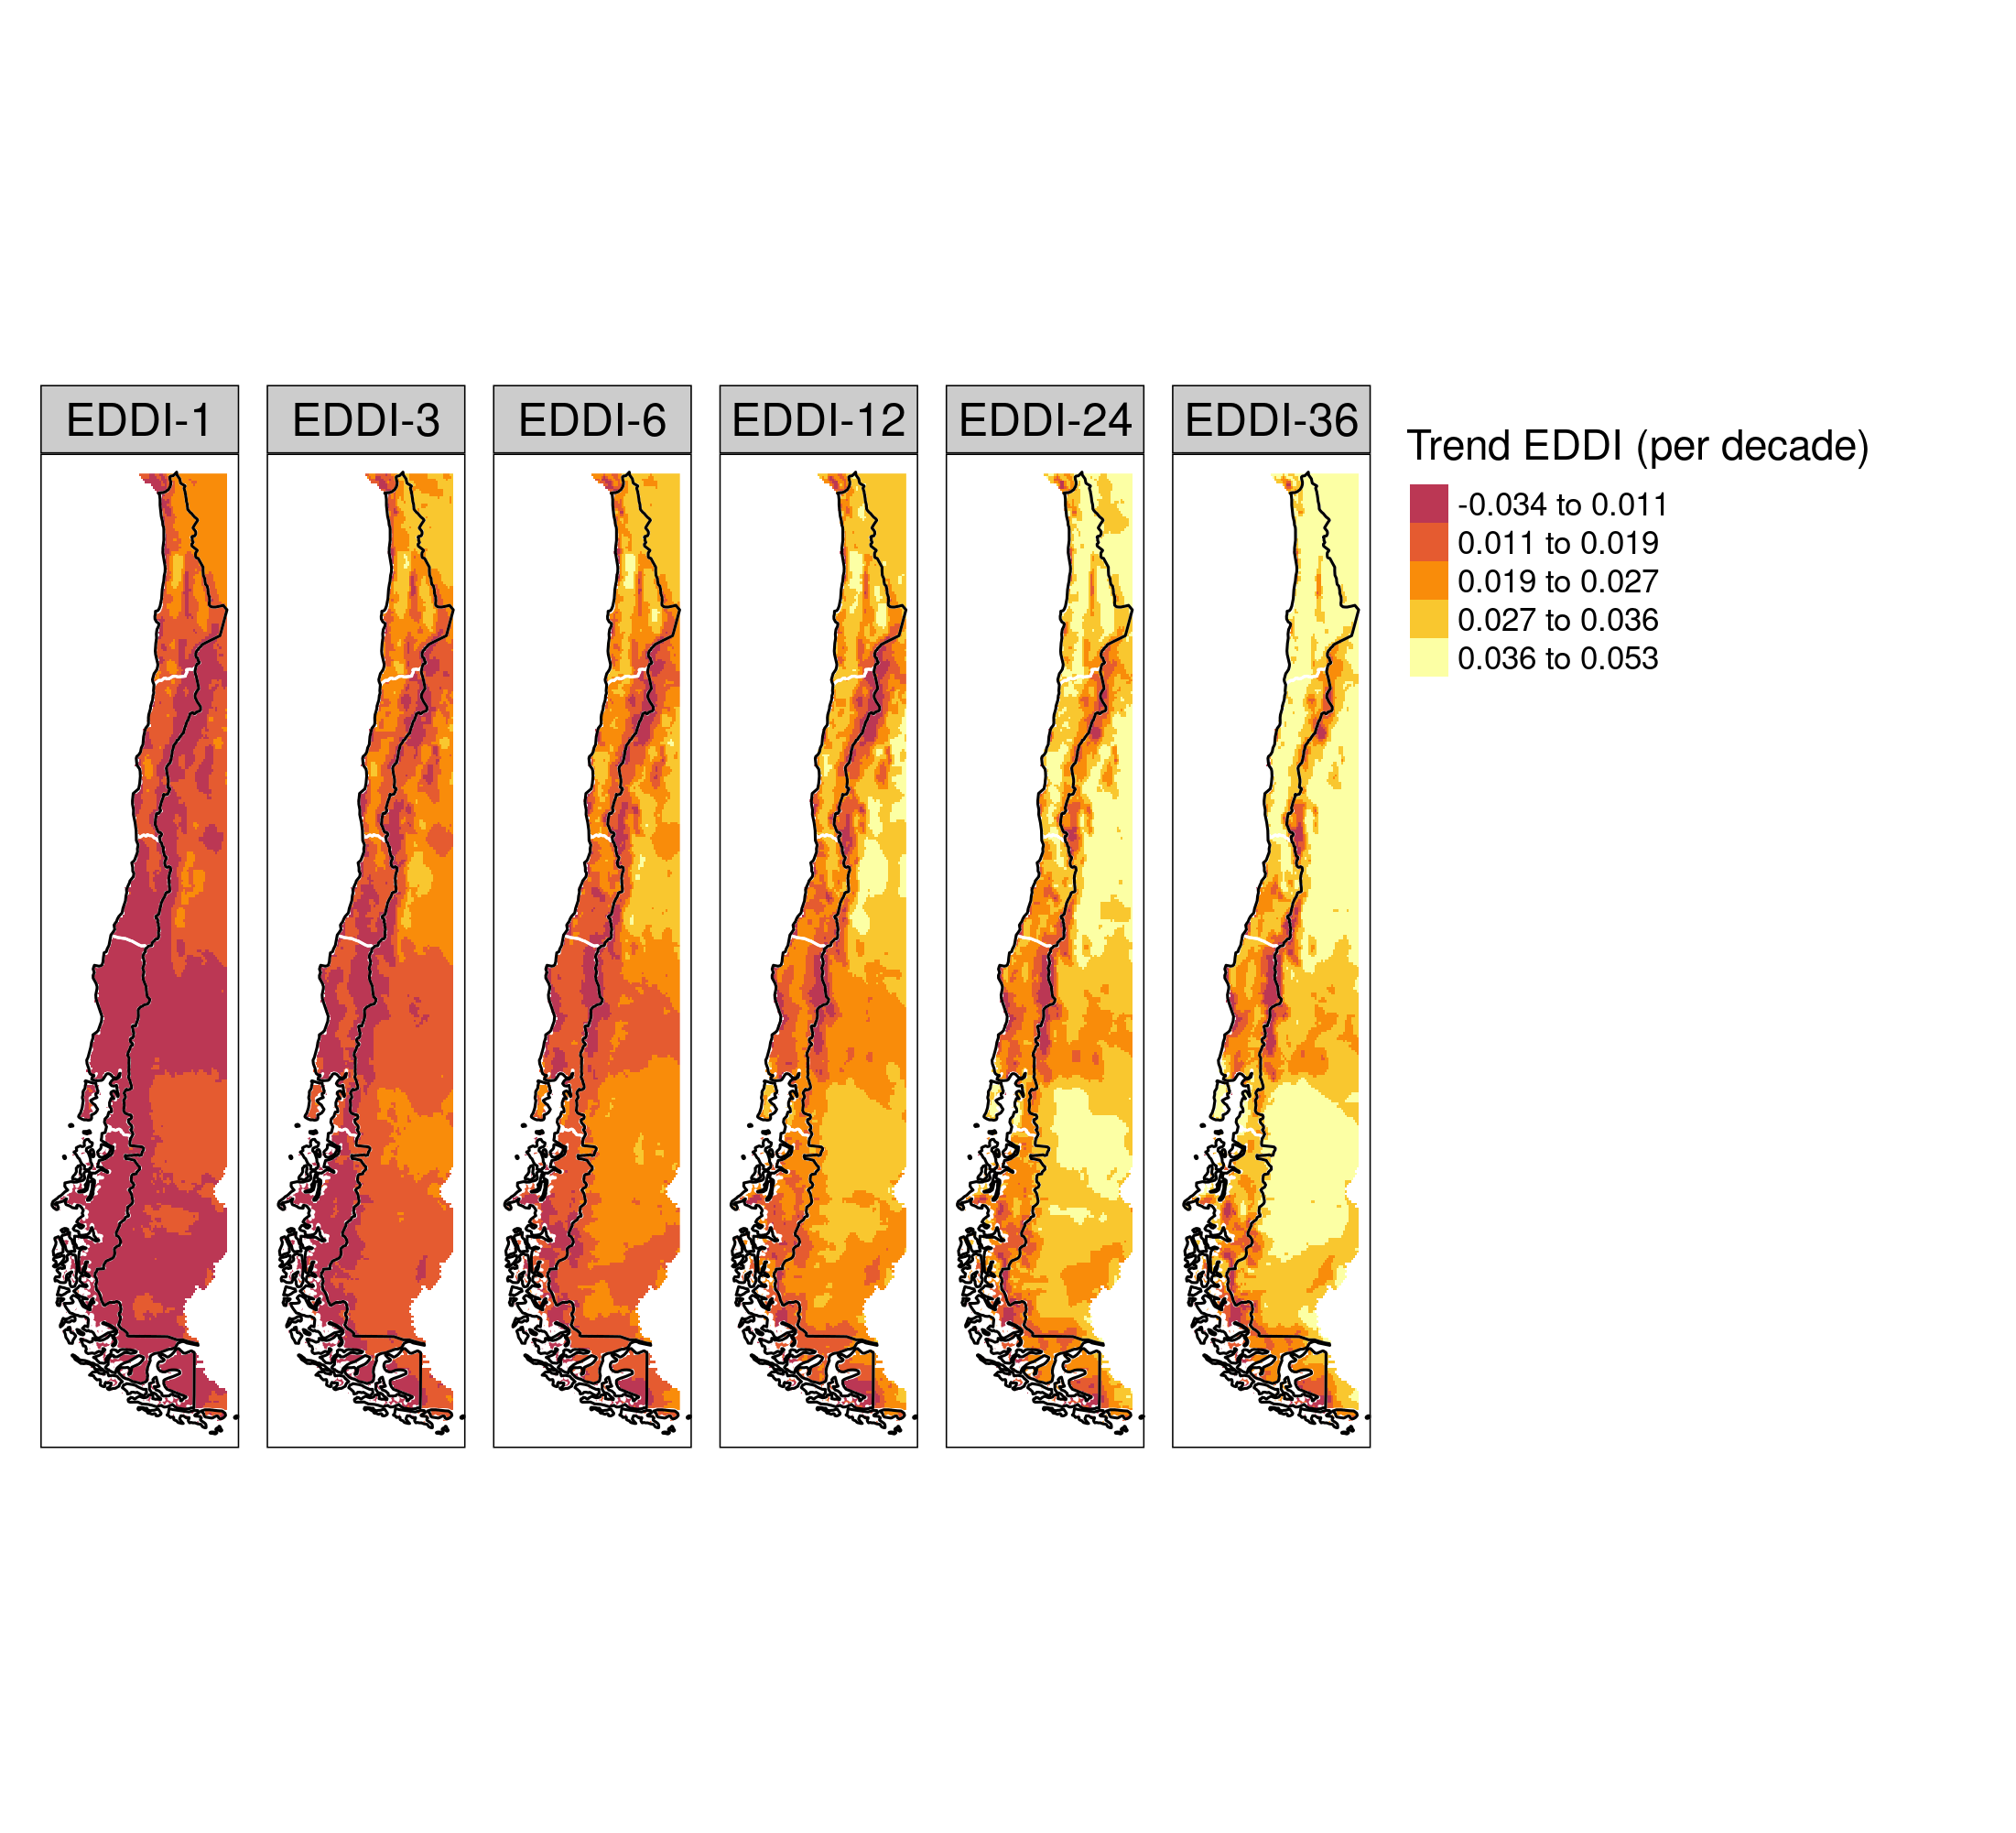 EDDI-1
EDDI-3
EDDI-6
EDDI-12
EDDI-24
EDDI-36
Trend EDDI (per decade)
-0.034 to 0.011
0.011 to 0.019
0.019 to 0.027
0.027 to 0.036
0.036 to 0.053